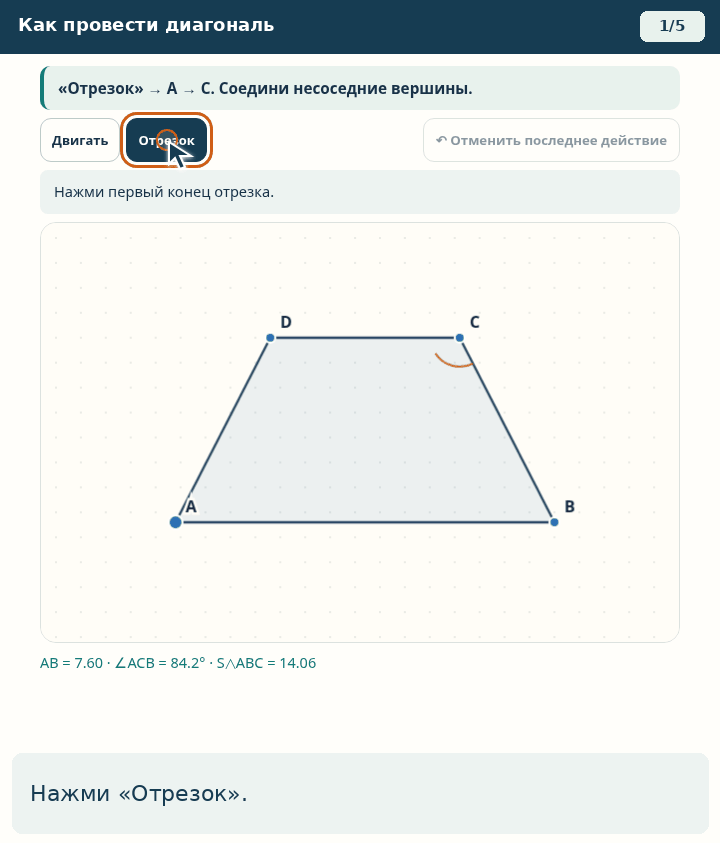 Как провести диагональ
1/5
«Отрезок» → A → C. Соедини несоседние вершины.
Двигать
Отрезок
↶ Отменить последнее действие
Нажми первый конец отрезка.
D
C
A
B
AB = 7.60 · ∠ACB = 84.2° · S△ABC = 14.06
Нажми «Отрезок».